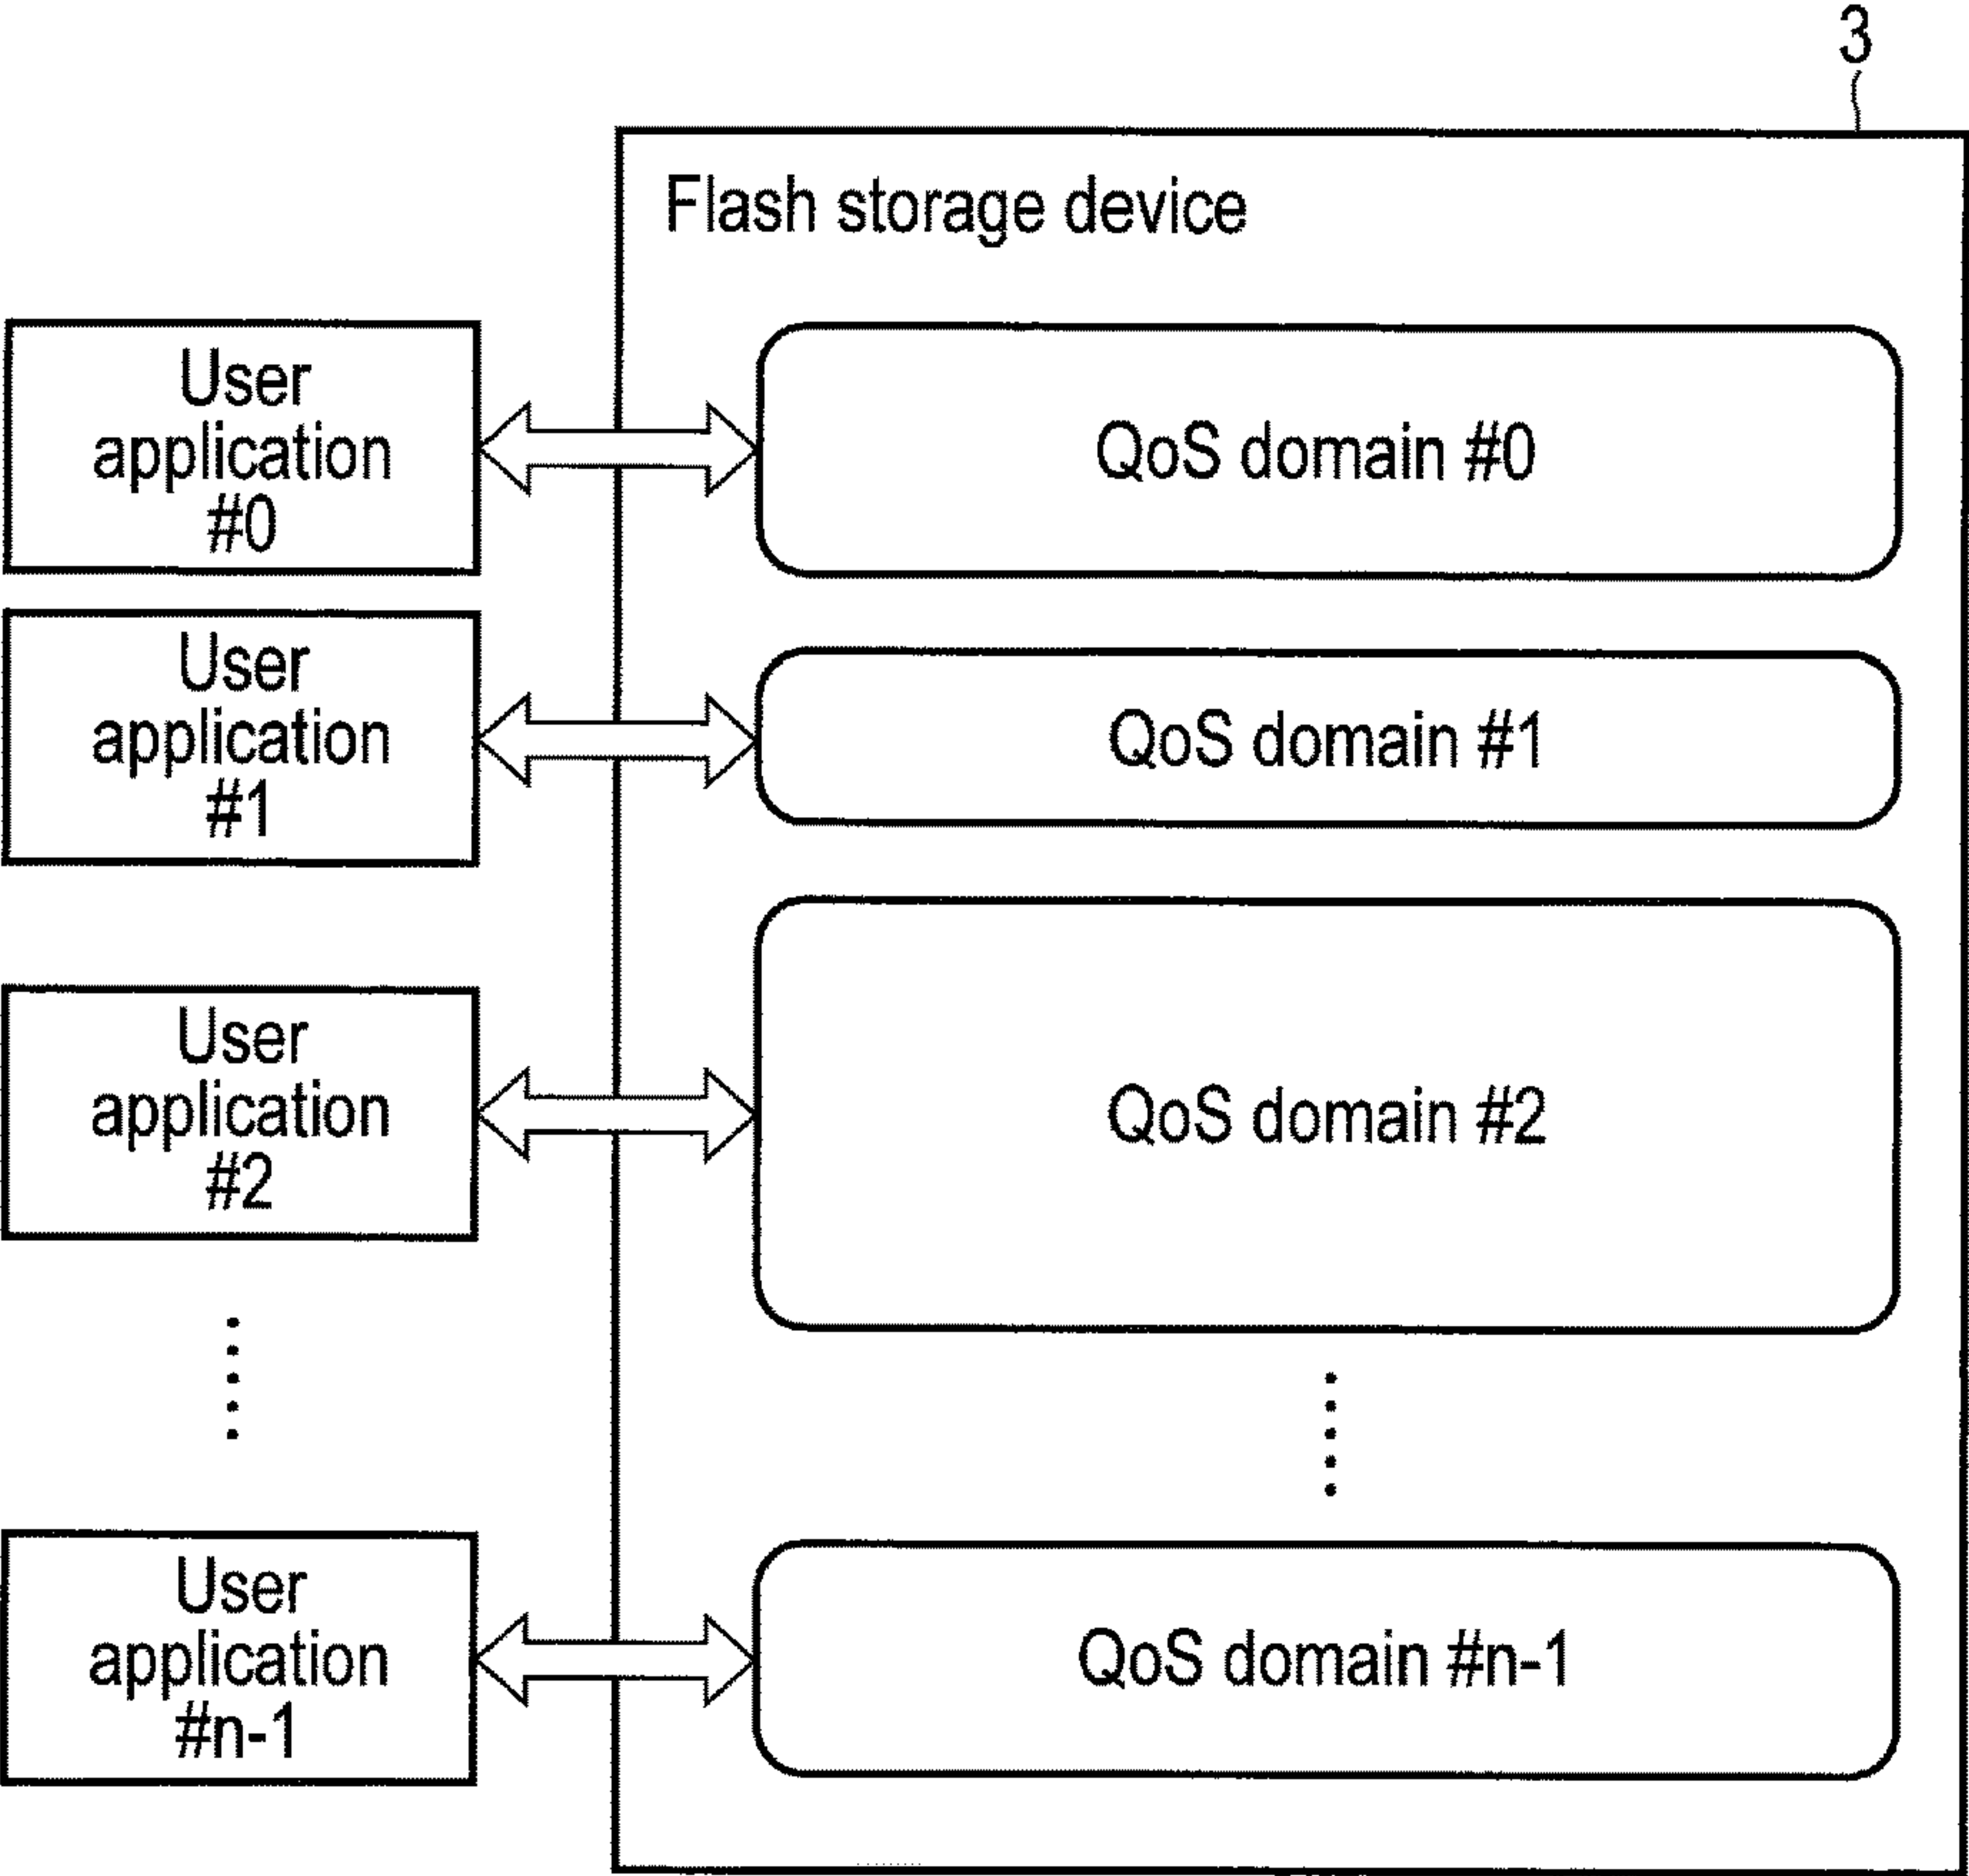 3
Flash storage device
User
application
#0
QoS domain #0
User
application
#1
QoS domain #1
User
application
#2
QoS domain #2
User
application
#n-1
QoS domain #n-1